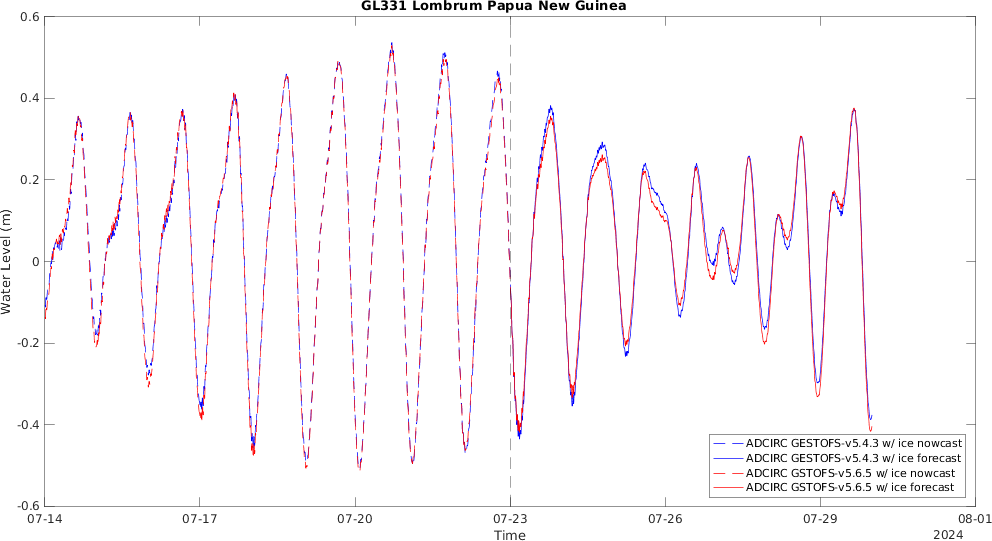 GL331 Lombrum Papua New Guinea
0.6
0.4
0.2
0
-0.2
-0.4
-0.6
Water Level (m)
ADCIRC GESTOFS-v5.4.3 w/ ice nowcast
ADCIRC GESTOFS-v5.4.3 w/ ice forecast
ADCIRC GSTOFS-v5.6.5 w/ ice nowcast
ADCIRC GSTOFS-v5.6.5 w/ ice forecast
07-14 07-17 07-20 07-23 07-26 07-29 08-01
Time
2024